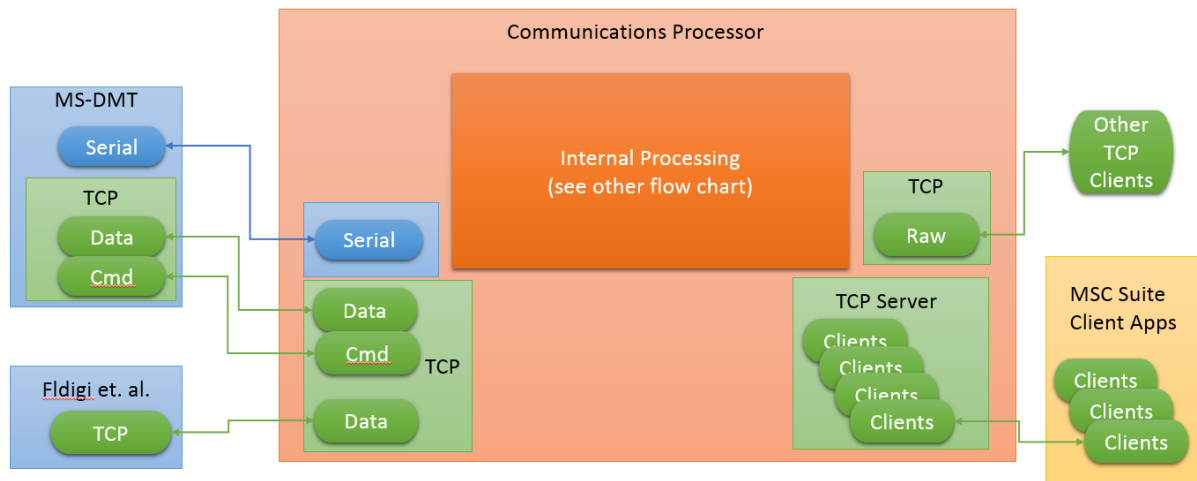 Communications Processor
MS-DMT
Serial
TCP
Data
Cmd
Fldigi et. al.
TCP
Internal Processing
(see other flow chart)
Serial
Data
Cmd
TCP
Data
TCP
Raw
TCP Server
Clients
Clients
Clients
Clients
Other
TCP
Clients
MSC Suite
Client Apps
Clients
Clients
Clients